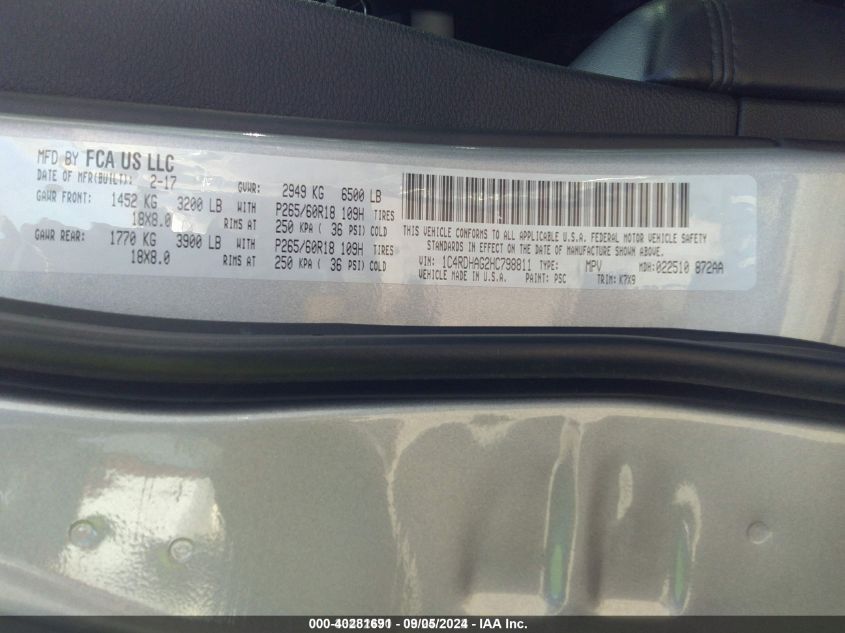 MFD BY FCA US LLC
DATE OF MFR(BUILT): 2-17 GVWR: 2949 KG 6500 LB
GAWR FRONT: 1452 KG 3200 LB WITH P265/60R18 109H TIRES
18X8.0 RIMS AT 250 KPA ( 36 PSI) COLD
GAWR REAR: 1770 KG 3900 LB WITH P265/60R18 109H TIRES
18X8.0 RIMS AT 250 KPA ( 36 PSI) COLD
THIS VEHICLE CONFORMS TO ALL APPLICABLE U.S.A. FEDERAL MOTOR VEHICLE SAFETY
STANDARDS IN EFFECT ON THE DATE OF MANUFACTURE SHOWN ABOVE.
VIN: 1C4RDHAG2HC798811 TYPE: MPV MDH: 022510 872AA
VEHICLE MADE IN U.S.A. PAINT: PSC TRIM: K7X9
000-40281691 - 09/05/2024 - IAA Inc.